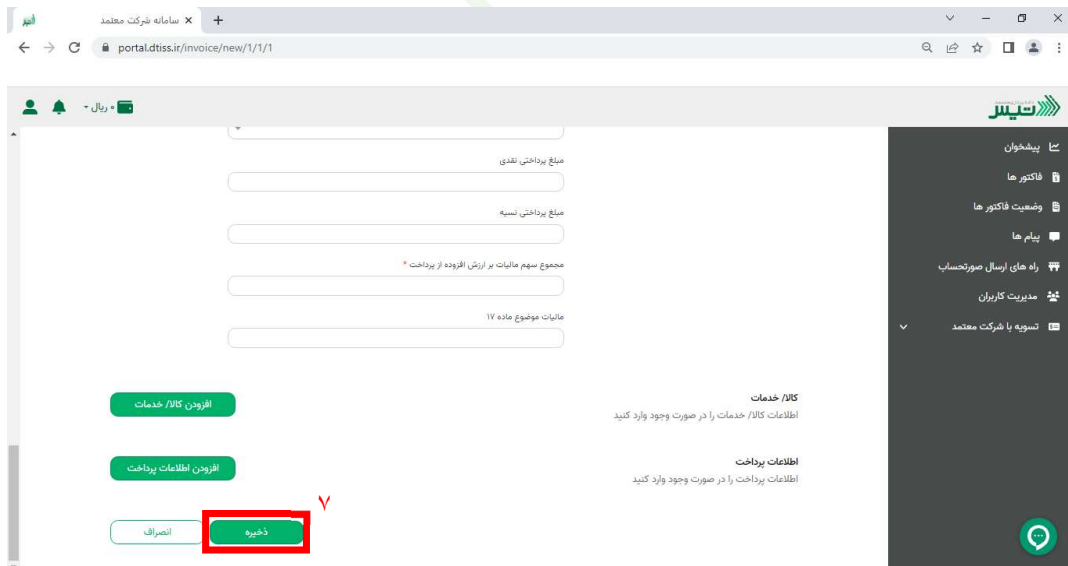 سامانه شرکت معتمد
portal.dtiss.ir/invoice/new/1/1/1
۰ ریال
تیس
پیشخوان
فاکتور ها
وضعیت فاکتور ها
پیام ها
راه های ارسال صورتحساب
مدیریت کاربران
تسویه با شرکت معتمد
مبلغ پرداختی نقدی
مبلغ پرداختی نسیه
مجموع سهم مالیات بر ارزش افزوده از پرداخت *
مالیات موضوع ماده ۱۷
کالا/ خدمات
اطلاعات کالا/ خدمات را در صورت وجود وارد کنید
افزودن کالا/ خدمات
اطلاعات پرداخت
اطلاعات پرداخت را در صورت وجود وارد کنید
افزودن اطلاعات پرداخت
۷
ذخیره
انصراف